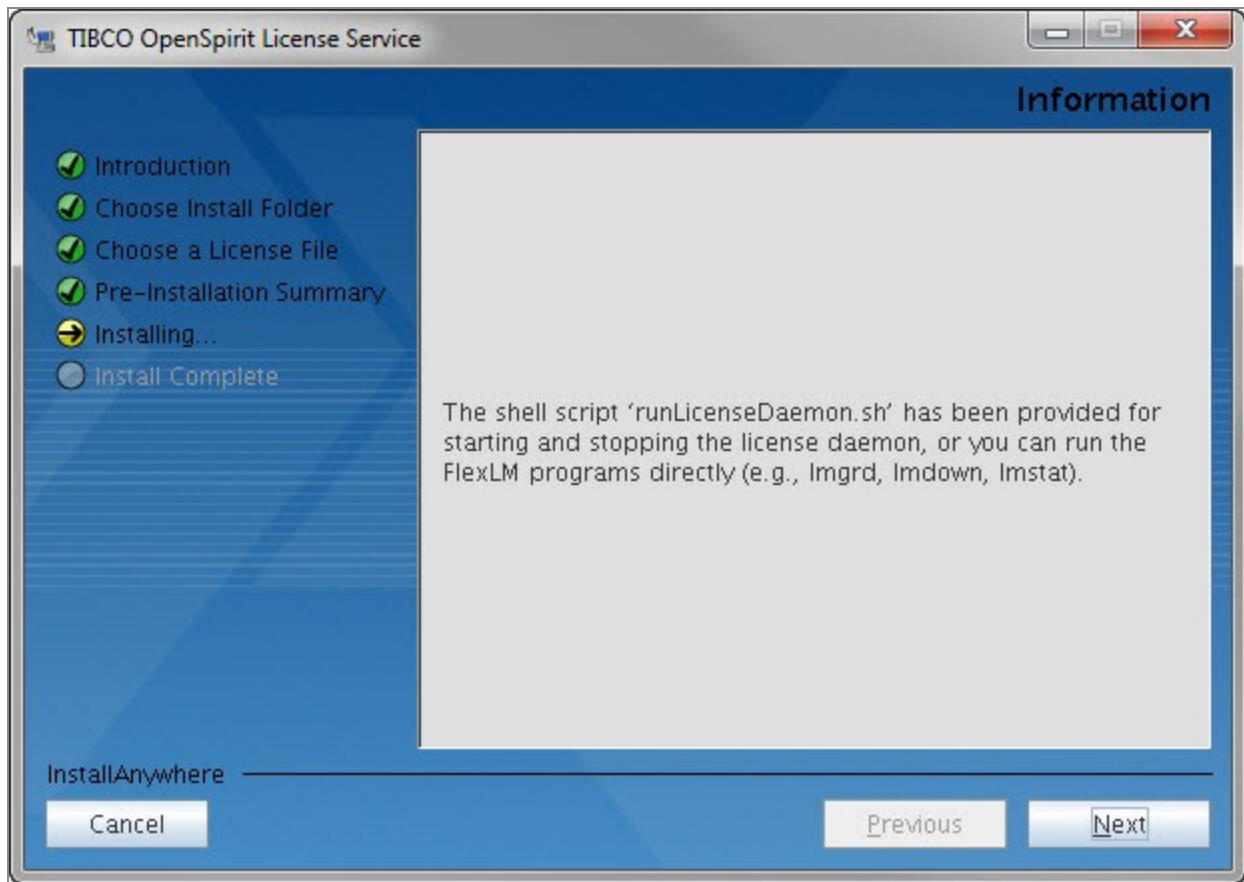 TIBCO OpenSpirit License Service
Information
Introduction
Choose Install Folder
Choose a License File
Pre-Installation Summary
Installing...
Install Complete
The shell script ‘runLicenseDaemon.sh’ has been provided for
starting and stopping the license daemon, or you can run the
FlexLM programs directly (e.g., lmgrd, lmdown, lmstat).
InstallAnywhere
Cancel
Previous
Next